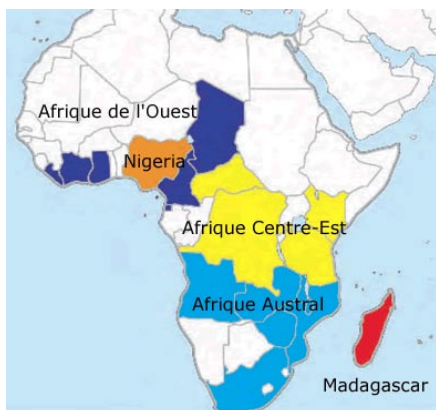 Afrique de l'Ouest
Nigeria
Afrique Centre-Est
Afrique Austral
Madagascar